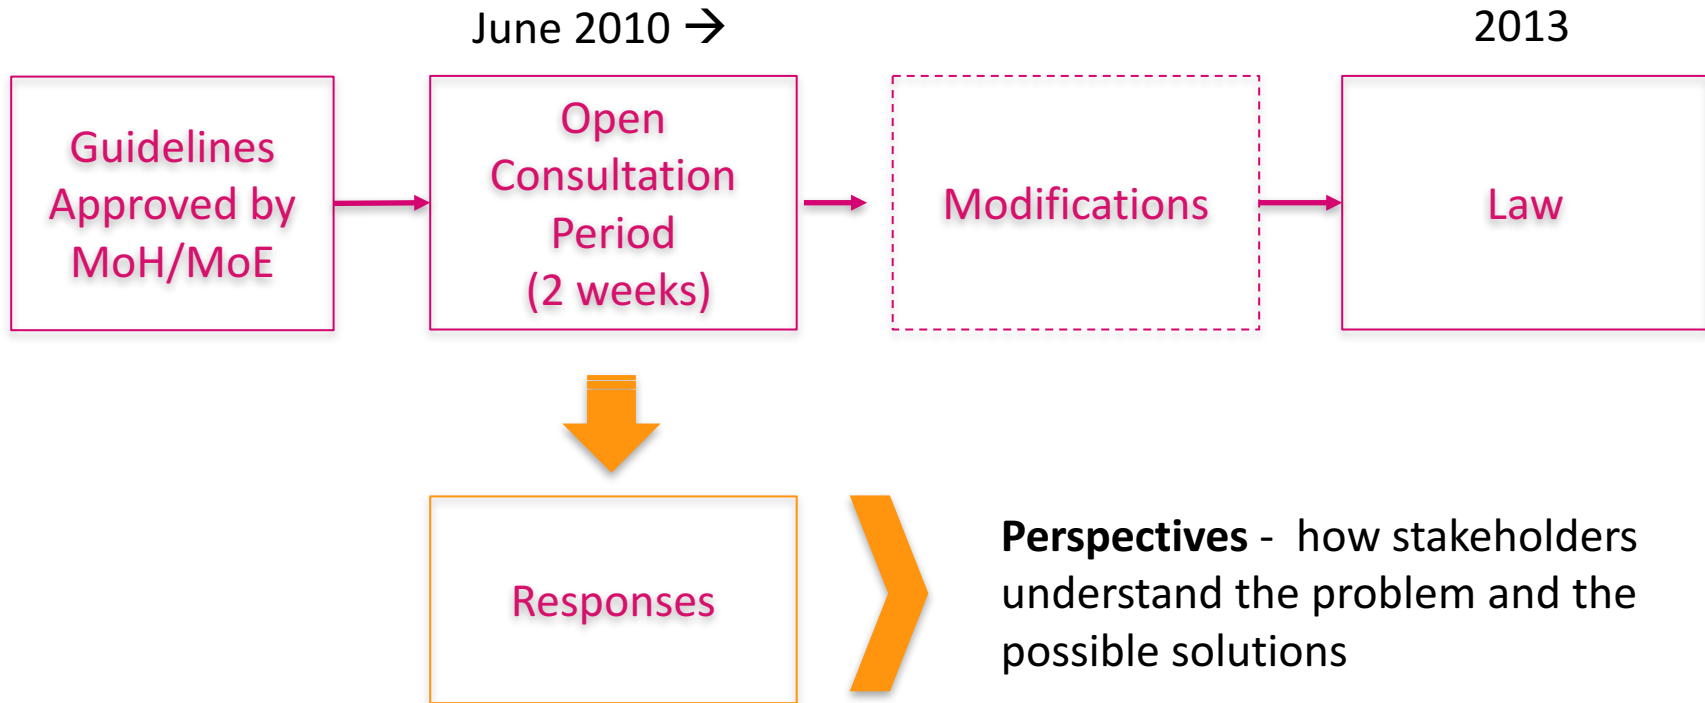 June 2010 →
2013
Guidelines
Approved by
MoH/MoE
Open
Consultation
Period
(2 weeks)
Modifications
Law
Responses
Perspectives - how stakeholders
understand the problem and the
possible solutions